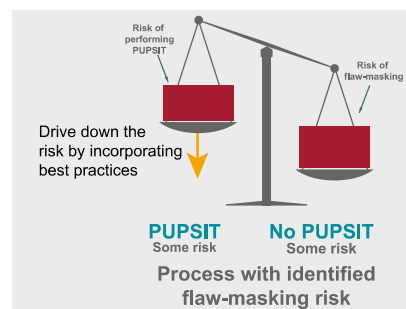 Risk of
performing
PUPSIT
Risk of
flaw-masking
Drive down the
risk by incorporating
best practices
PUPSIT
Some risk
No PUPSIT
Some risk
Process with identified
flaw-masking risk